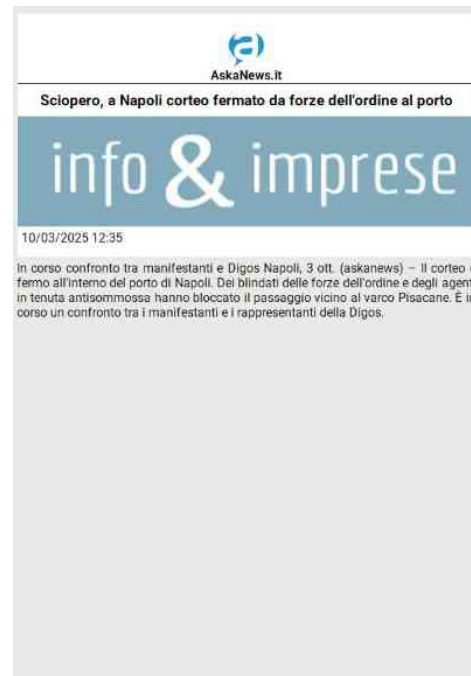 a
AskaNews.it
Sciopero, a Napoli corteo fermato da forze dell'ordine al porto
info & imprese
10/03/2025 12:35
In corso confronto tra manifestanti e Digos Napoli, 3 ott. (askanews) – Il corteo
fermo all'interno del porto di Napoli. Dei blindati delle forze dell'ordine e degli agent
in tenuta antisommossa hanno bloccato il passaggio vicino al varco Pisacane. È i
corso un confronto tra i manifestanti e i rappresentanti della Digos.